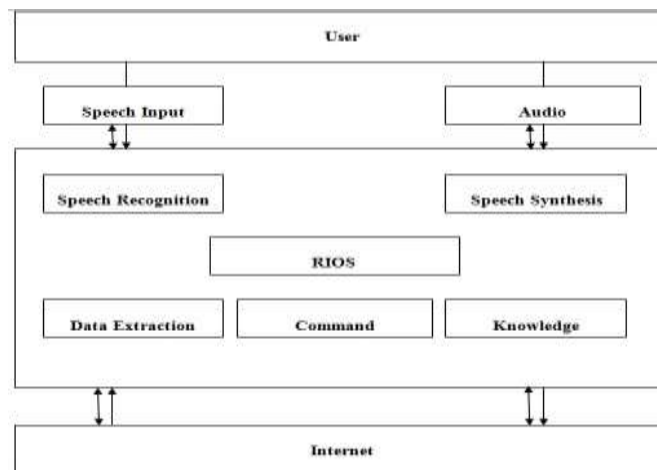 User
Speech Input
Audio
Speech Recognition
Speech Synthesis
RIOS
Data Extraction
Command
Knowledge
Internet